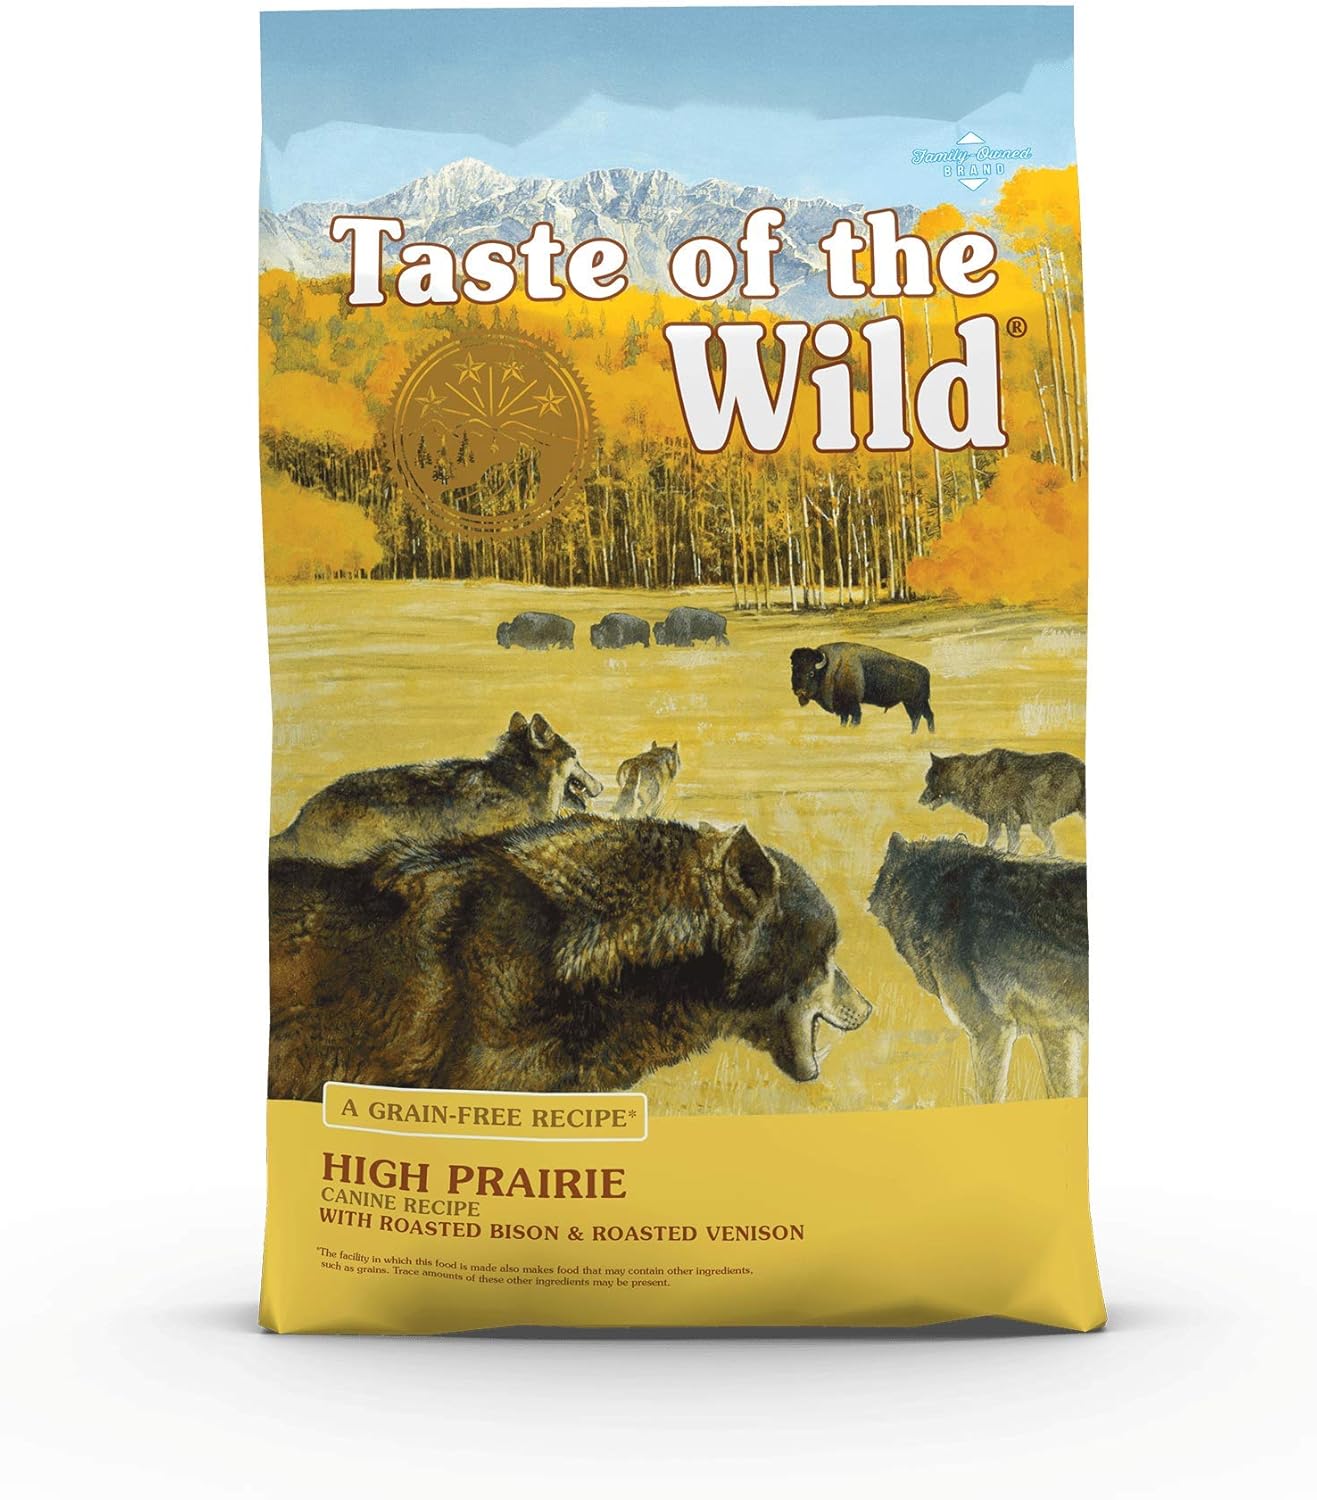 Family-Owned
BRAND
Taste of the
Wild®
A GRAIN-FREE RECIPE*
HIGH PRAIRIE
CANINE RECIPE
WITH ROASTED BISON & ROASTED VENISON
*The facility in which this food is made also makes food that may contain other ingredients,
such as grains. Trace amounts of these other ingredients may be present.